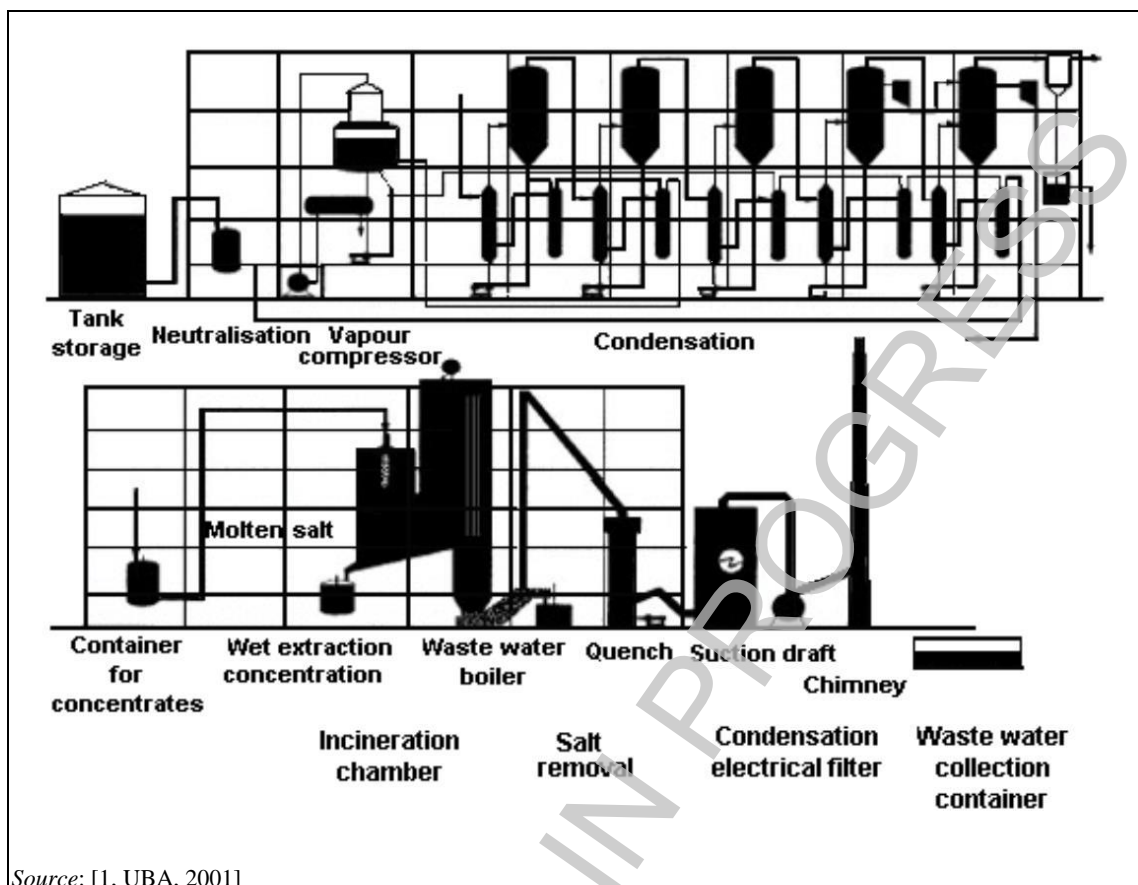 Tank
storage
Neutralisation
Vapour
compressor
Condensation
Molten salt
Container
for
concentrates
Wet extraction
concentration
Waste water
boiler
Quench
Suction draft
Chimney
Incineration
chamber
Salt
removal
Condensation
electrical filter
Waste water
collection
container
IN PROGRESS
Source: [1, UBA, 2001]